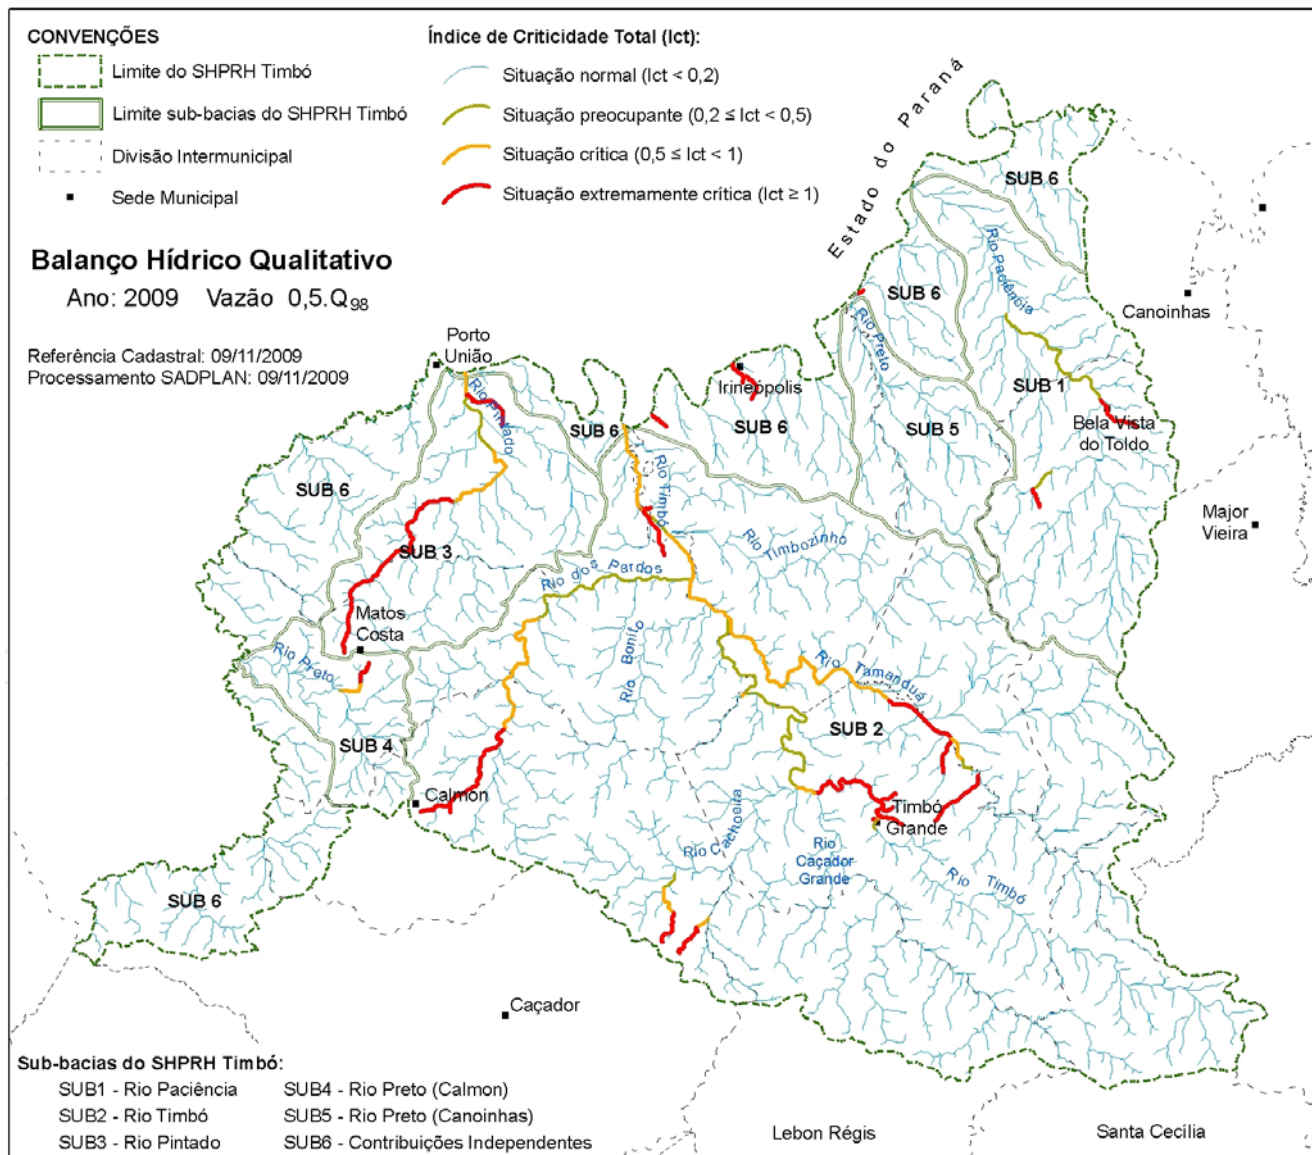 CONVENÇÕES
Limite do SHPRH Timbó
Limite sub-bacias do SHPRH Timbó
Divisão Intermunicipal
Sede Municipal
Índice de Criticidade Total (Ict):
Situação normal (Ict < 0,2)
Situação preocupante (0,2 ≤ Ict < 0,5)
Situação crítica (0,5 ≤ Ict < 1)
Situação extremamente crítica (Ict ≥ 1)
Balanço Hídrico Qualitativo
Ano: 2009 Vazão 0,5.Q98
Referência Cadastral: 09/11/2009
Processamento SADPLAN: 09/11/2009
Estado do Paraná
SUB 6
Rio Paciência
SUB 6
Canoinhas
Porto
União
Rio Preto
Irineópolis
SUB 1
Rio Pintado
Bela Vista
do Toldo
SUB 6
SUB 6
SUB 5
SUB 6
Rio Timbó
Major
Vieira
Rio Timbozinho
SUB 3
Rio dos Pardos
Matos
Costa
Rio Bonito
Rio Preto
Rio Tamanduá
SUB 4
SUB 2
Calmon
Timbó
Grande
Rio Cachoeira
Rio
Caçador
Grande
Rio Timbó
SUB 6
Caçador
Sub-bacias do SHPRH Timbó:
SUB1 - Rio Paciência
SUB2 - Rio Timbó
SUB3 - Rio Pintado
SUB4 - Rio Preto (Calmon)
SUB5 - Rio Preto (Canoinhas)
SUB6 - Contribuições Independentes
Lebon Régis
Santa Cecília